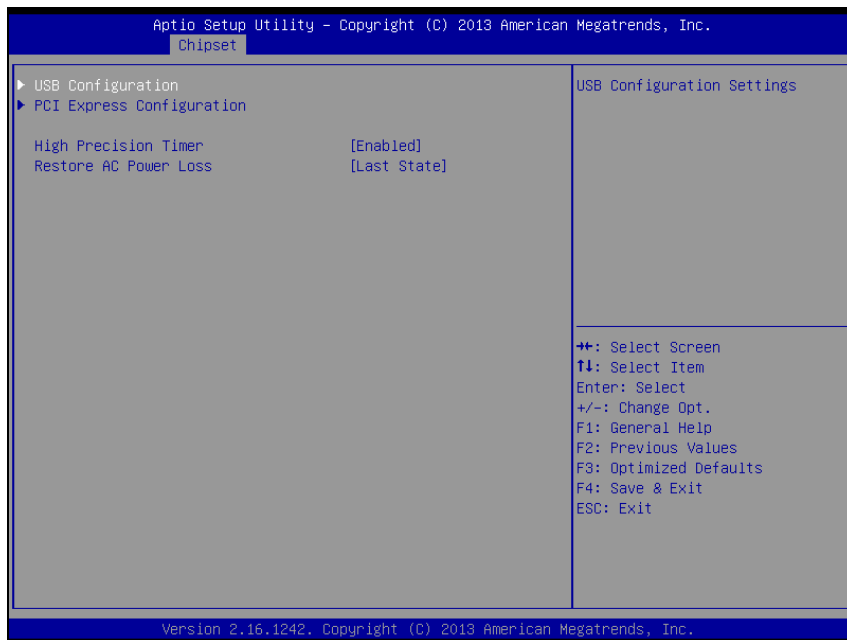 Aptio Setup Utility – Copyright (C) 2013 American Megatrends, Inc.
Chipset
USB Configuration
PCI Express Configuration
High Precision Timer [Enabled]
Restore AC Power Loss [Last State]
USB Configuration Settings
→←: Select Screen
↑↓: Select Item
Enter: Select
+/-: Change Opt.
F1: General Help
F2: Previous Values
F3: Optimized Defaults
F4: Save & Exit
ESC: Exit
Version 2.16.1242. Copyright (C) 2013 American Megatrends, Inc.